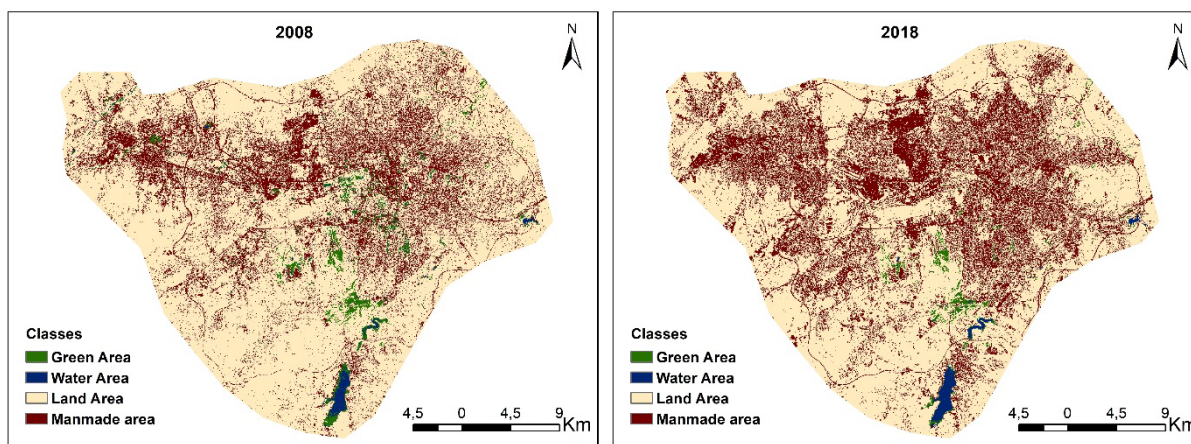 2008
N
Classes
Green Area
Water Area
Land Area
Manmade area
4,5 0 4,5 9
Km
2018
N
Classes
Green Area
Water Area
Land Area
Manmade area
4,5 0 4,5 9
Km